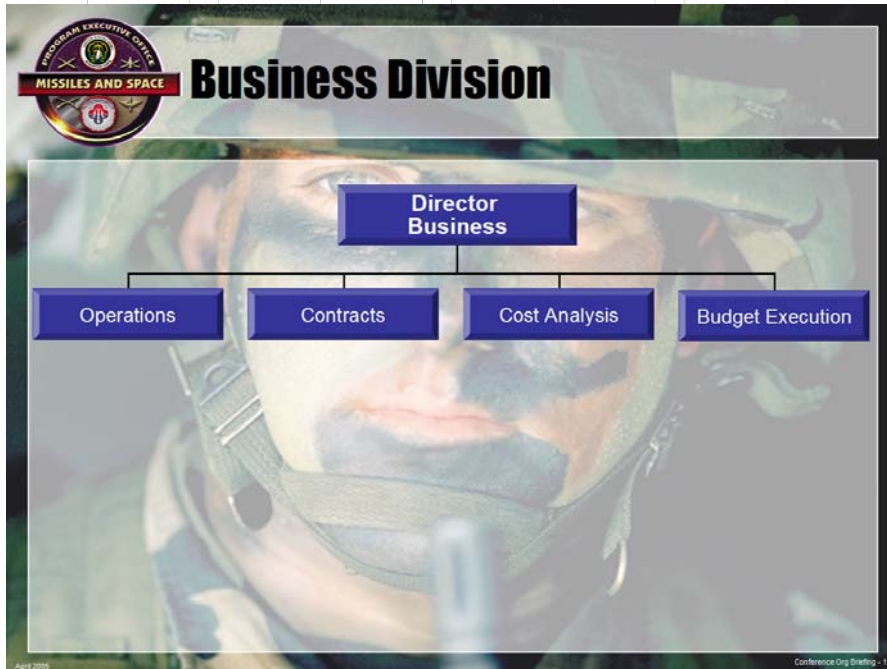 PROGRAM EXECUTIVE OFFICE
MISSILES AND SPACE
Business Division
Director
Business
Operations
Contracts
Cost Analysis
Budget Execution
April 2005
Conference Org Briefing -